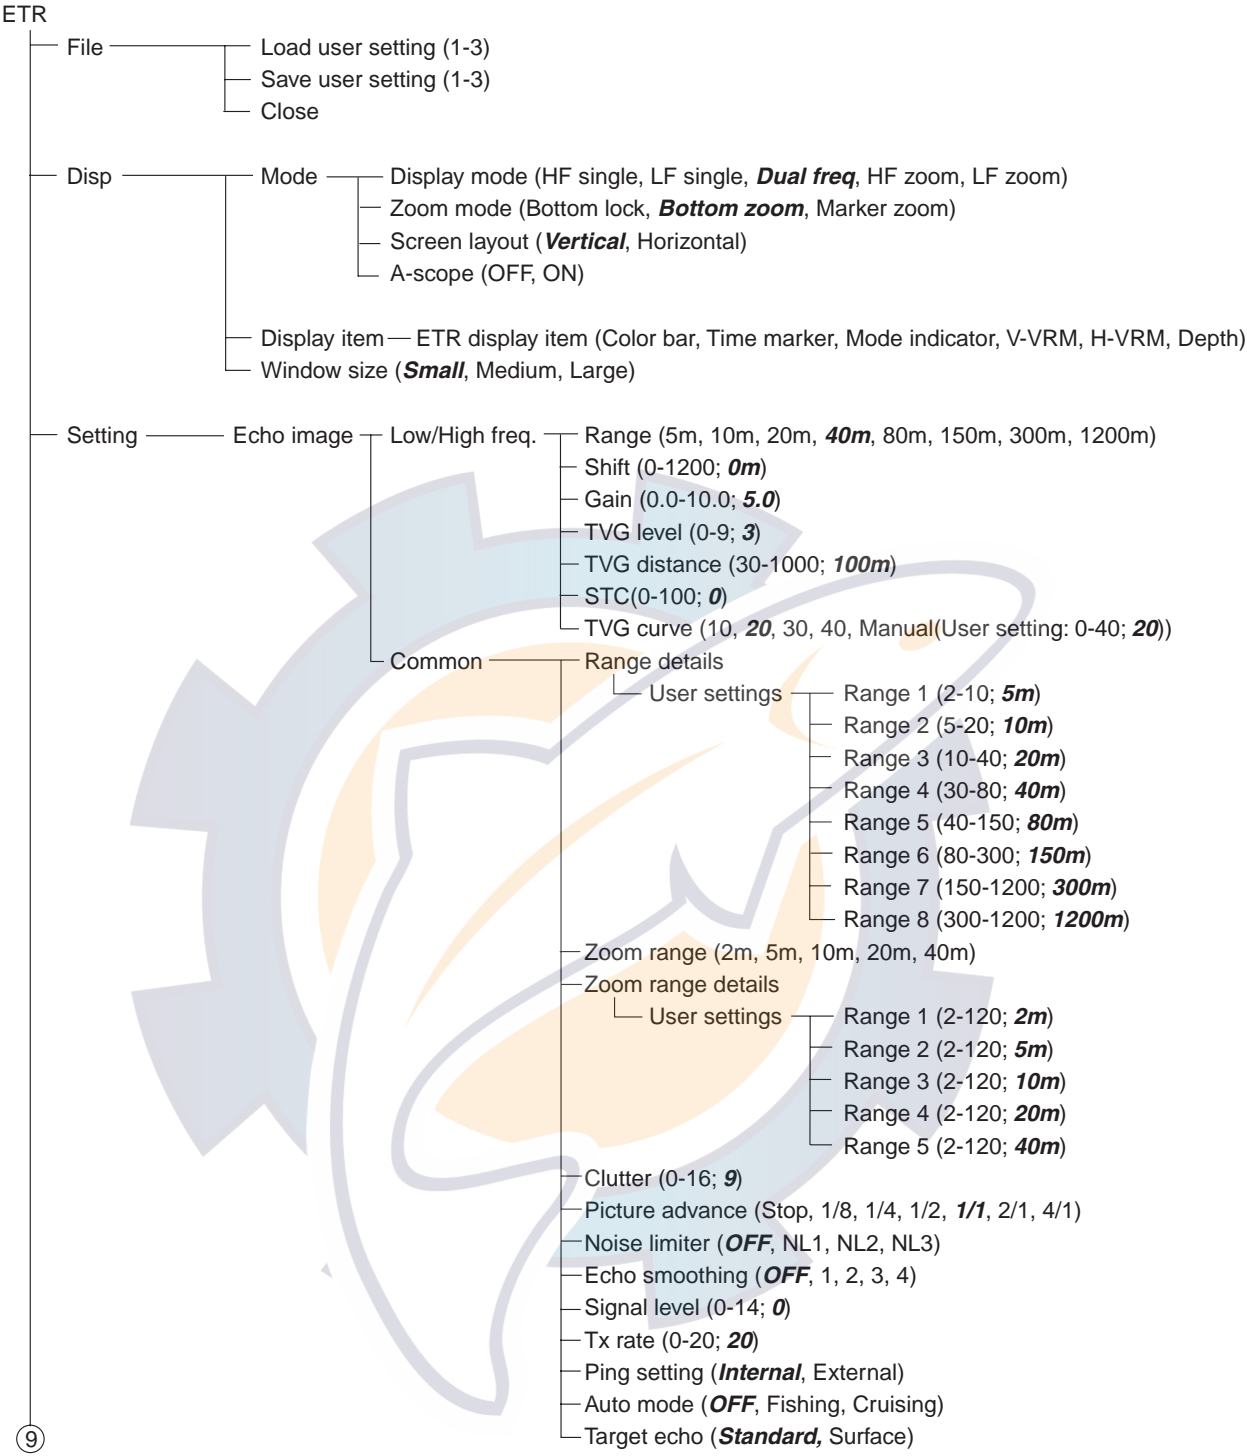 ETR
File
Load user setting (1-3)
Save user setting (1-3)
Close
Disp
Mode
Display mode (HF single, LF single, Dual freq, HF zoom, LF zoom)
Zoom mode (Bottom lock, Bottom zoom, Marker zoom)
Screen layout (Vertical, Horizontal)
A-scope (OFF, ON)
Display item
ETR display item (Color bar, Time marker, Mode indicator, V-VRM, H-VRM, Depth)
Window size (Small, Medium, Large)
Setting
Echo image
Low/High freq.
Range (5m, 10m, 20m, 40m, 80m, 150m, 300m, 1200m)
Shift (0-1200; 0m)
Gain (0.0-10.0; 5.0)
TVG level (0-9; 3)
TVG distance (30-1000; 100m)
STC(0-100; 0)
TVG curve (10, 20, 30, 40, Manual(User setting: 0-40; 20))
Common
Range details
User settings
Range 1 (2-10; 5m)
Range 2 (5-20; 10m)
Range 3 (10-40; 20m)
Range 4 (30-80; 40m)
Range 5 (40-150; 80m)
Range 6 (80-300; 150m)
Range 7 (150-1200; 300m)
Range 8 (300-1200; 1200m)
Zoom range (2m, 5m, 10m, 20m, 40m)
Zoom range details
User settings
Range 1 (2-120; 2m)
Range 2 (2-120; 5m)
Range 3 (2-120; 10m)
Range 4 (2-120; 20m)
Range 5 (2-120; 40m)
Clutter (0-16; 9)
Picture advance (Stop, 1/8, 1/4, 1/2, 1/1, 2/1, 4/1)
Noise limiter (OFF, NL1, NL2, NL3)
Echo smoothing (OFF, 1, 2, 3, 4)
Signal level (0-14; 0)
Tx rate (0-20; 20)
Ping setting (Internal, External)
Auto mode (OFF, Fishing, Cruising)
Target echo (Standard, Surface)
9